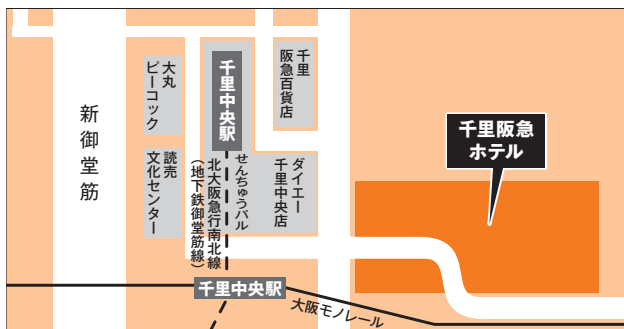 新御堂筋
大丸
ピーコック
読売
文化センター
千里中央駅
千里
阪急百貨店
せんちゅうパル
北大阪急行南北線
(地下鉄御堂筋線)
ダイエー
千里中央店
千里阪急
ホテル
千里中央駅
大阪モノレール